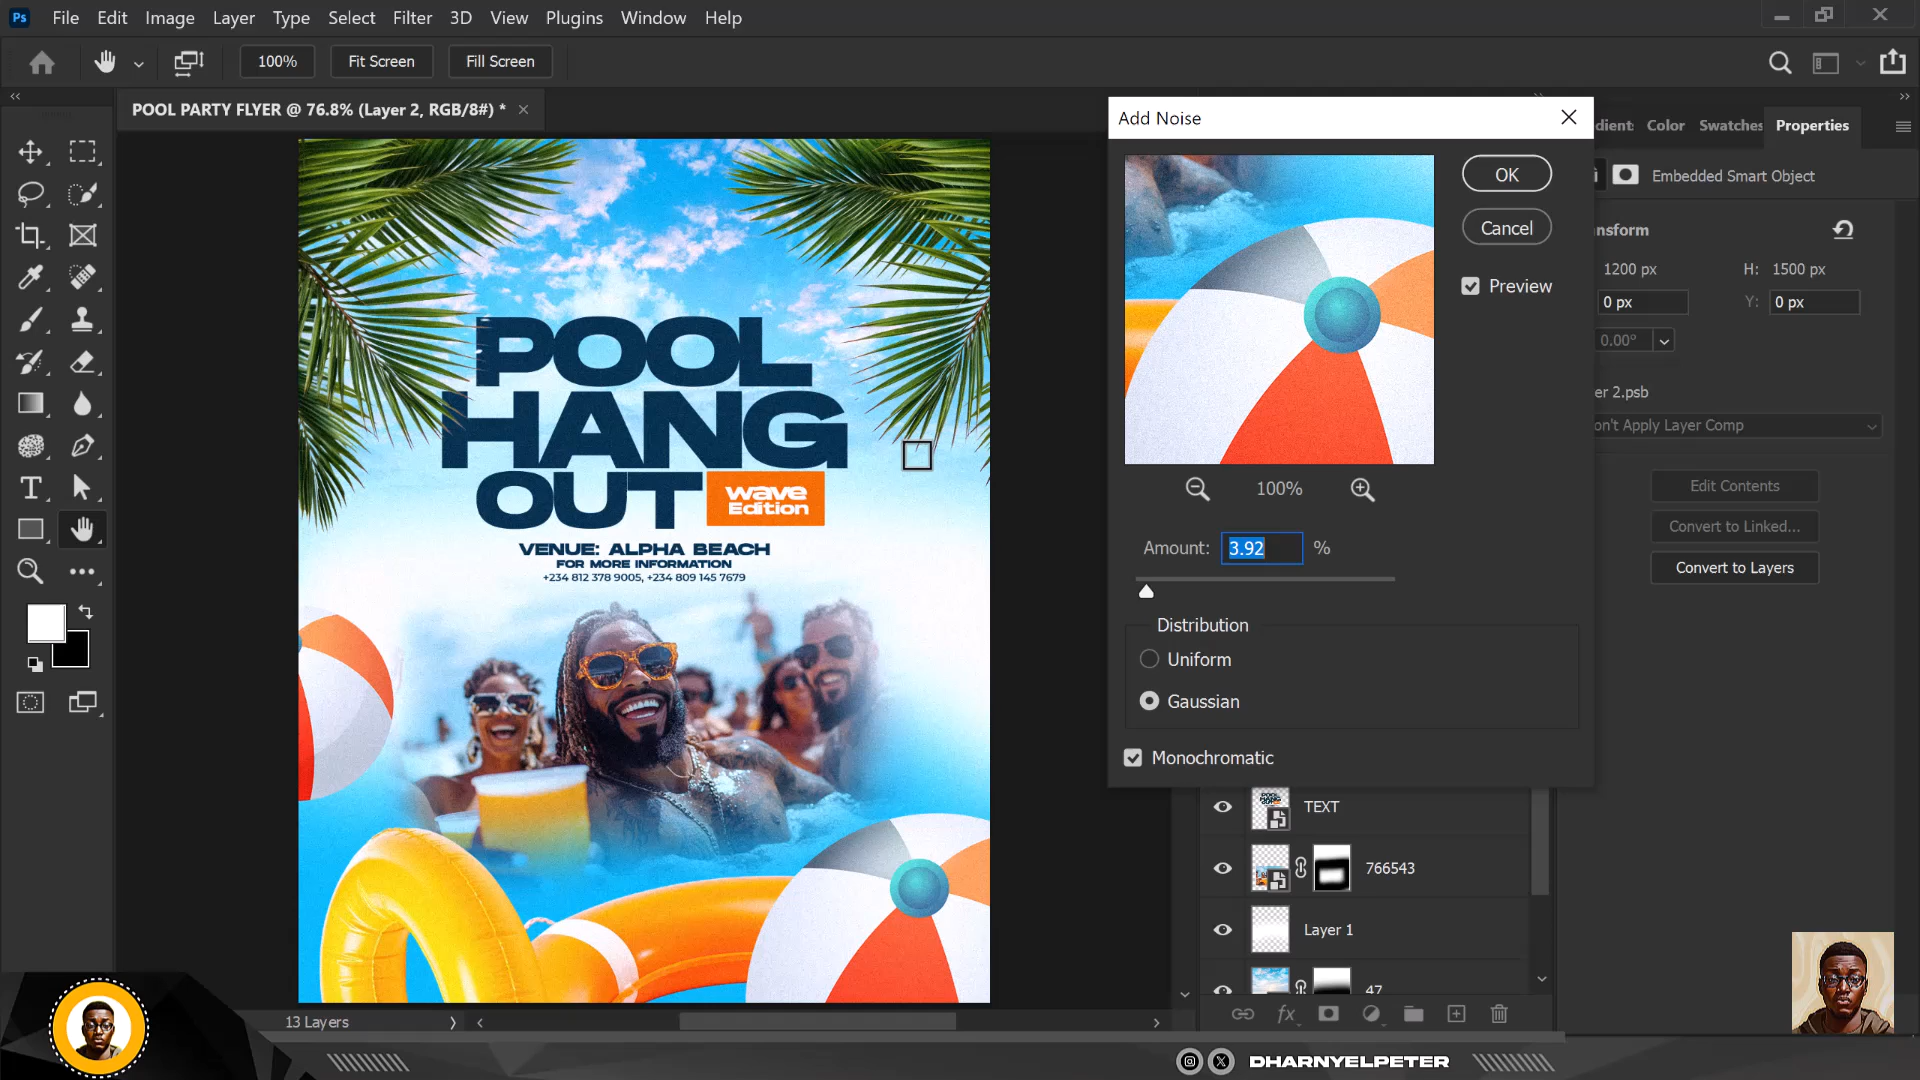 Ps File Edit Image Layer Type Select Filter 3D View Plugins Window Help
100% Fit Screen Fill Screen
POOL PARTY FLYER @ 76.8% (Layer 2, RGB/8#) *
Add Noise
Color Swatches Properties
OK
Embedded Smart Object
Cancel
1200 px H: 1500 px
Preview
0 px Y: 0 px
0.00°
POOL
HANG
OUT
wave
Edition
VENUE: ALPHA BEACH
FOR MORE INFORMATION
+234 812 378 9005, +234 809 145 7679
100%
Amount: 3.92 %
Distribution
Uniform
Gaussian
Monochromatic
er 2.psb
on't Apply Layer Comp
Edit Contents
Convert to Linked...
Convert to Layers
TEXT
766543
Layer 1
47
fx
13 Layers
DHARNYELPETER